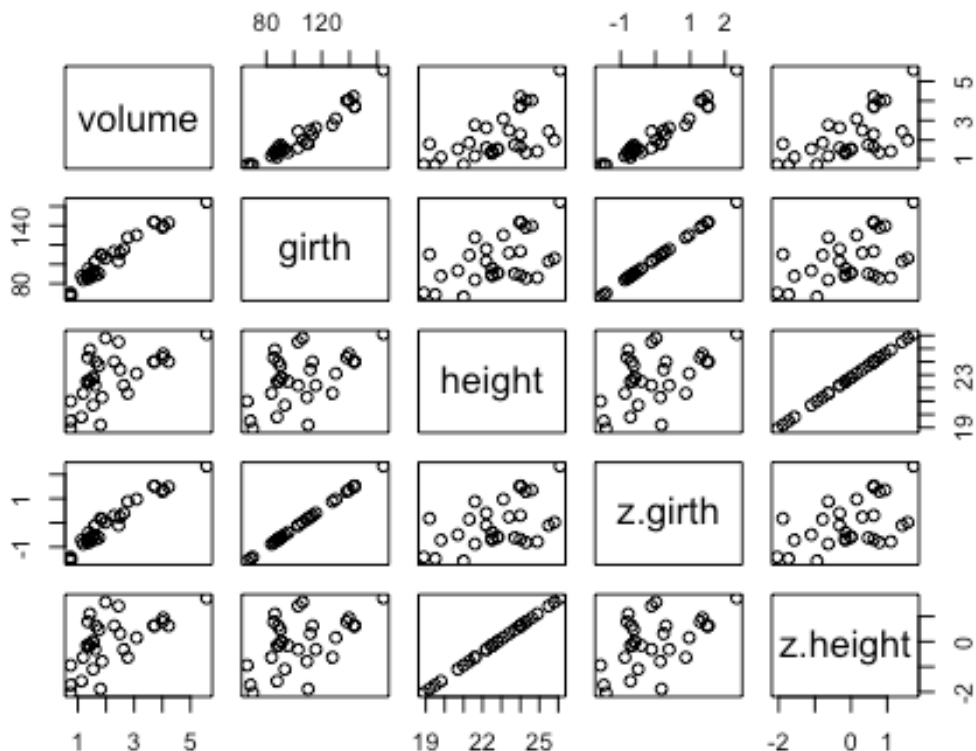 80 120 -1 1 2
volume 1 3 5
80 140 girth
height 19 23
-1 1 z.girth
z.height -2 0
1 3 5 19 22 25 -2 0 1